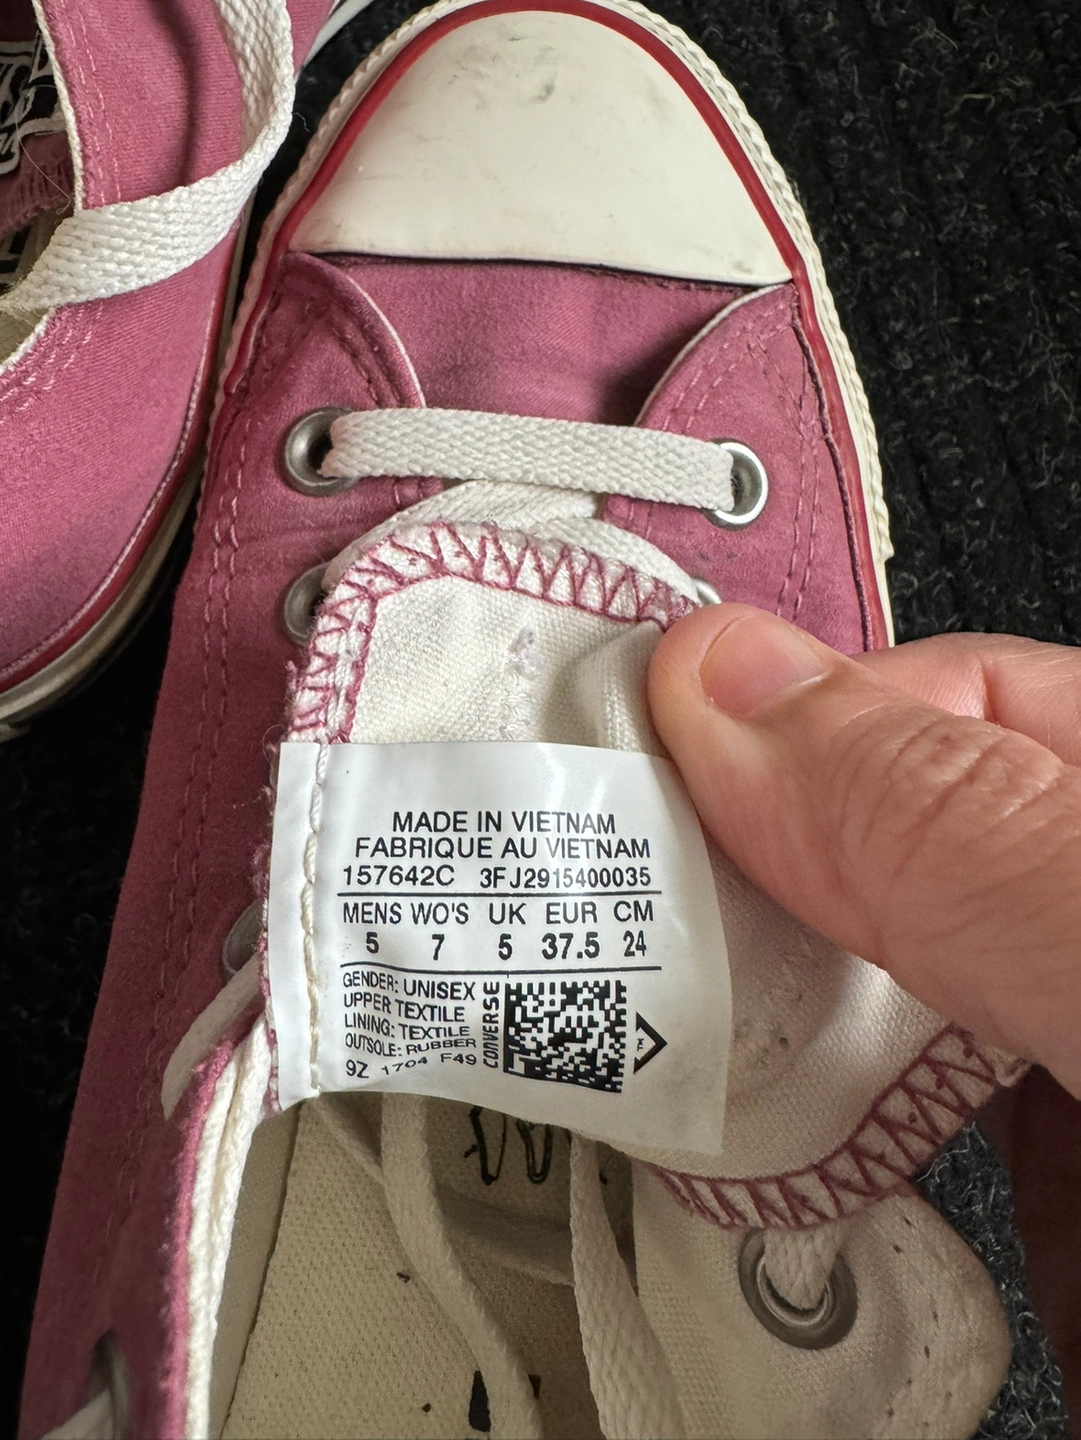 MADE IN VIETNAM
FABRIQUE AU VIETNAM
157642C 3FJ2915400035
MENS WO'S UK EUR CM
5 7 5 37.5 24
GENDER: UNISEX
UPPER TEXTILE
LINING: TEXTILE
OUTSOLE: RUBBER
9Z 1704 F49
CONVERSE
TM